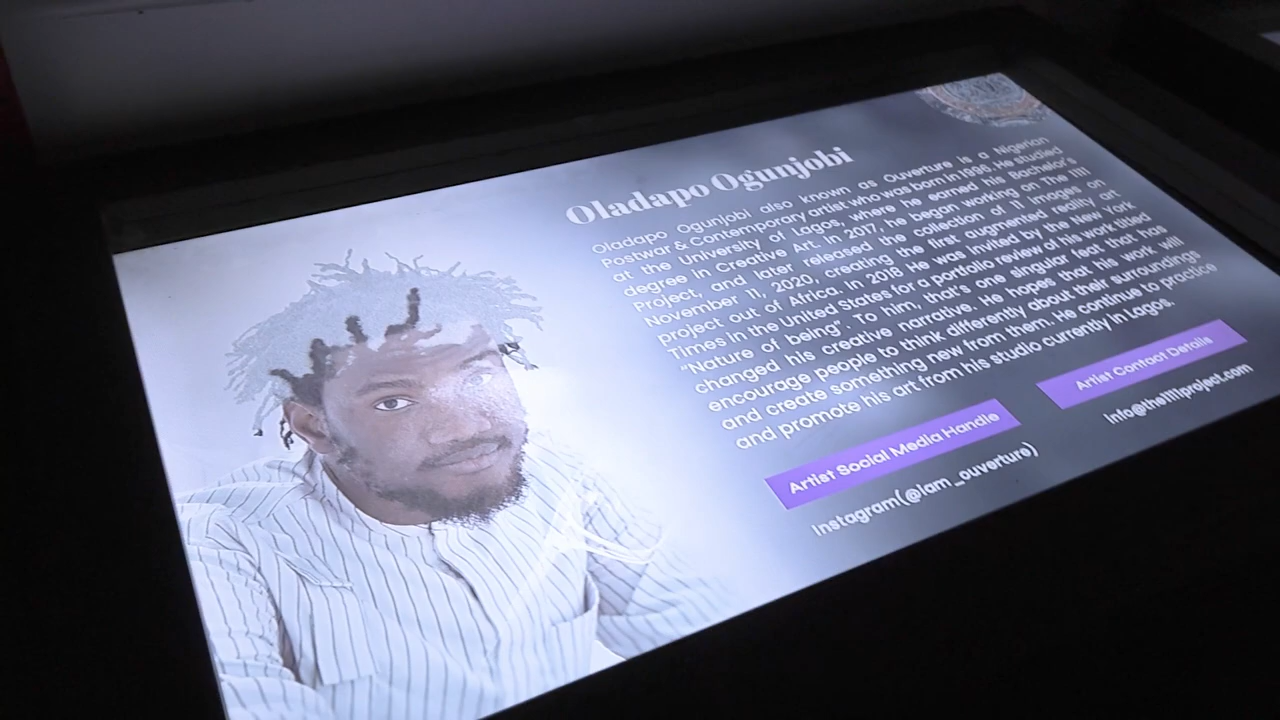 Oladapo Ogunjobi
Oladapo Ogunjobi also known as Ouverture is a Nigerian
Postwar & Contemporary artist who was born in 1996. He studied
at the University of Lagos, where he earned his Bachelor's
degree in Creative Art. In 2017, he began working on The 1:11
Project, and later released the collection of 11 images on
November 11, 2020, creating the first augmented reality art
project out of Africa. In 2018 He was invited by the New York
Times in the United States for a portfolio review of his work titled
"Nature of being". To him, that's one singular feat that has
changed his creative narrative. He hopes that his work will
encourage people to think differently about their surroundings
and create something new from them. He continue to practice
and promote his art from his studio currently in Lagos.
Artist Social Media Handle
Instagram(@iam_ouverture)
Artist Contact Details
info@the1111project.com